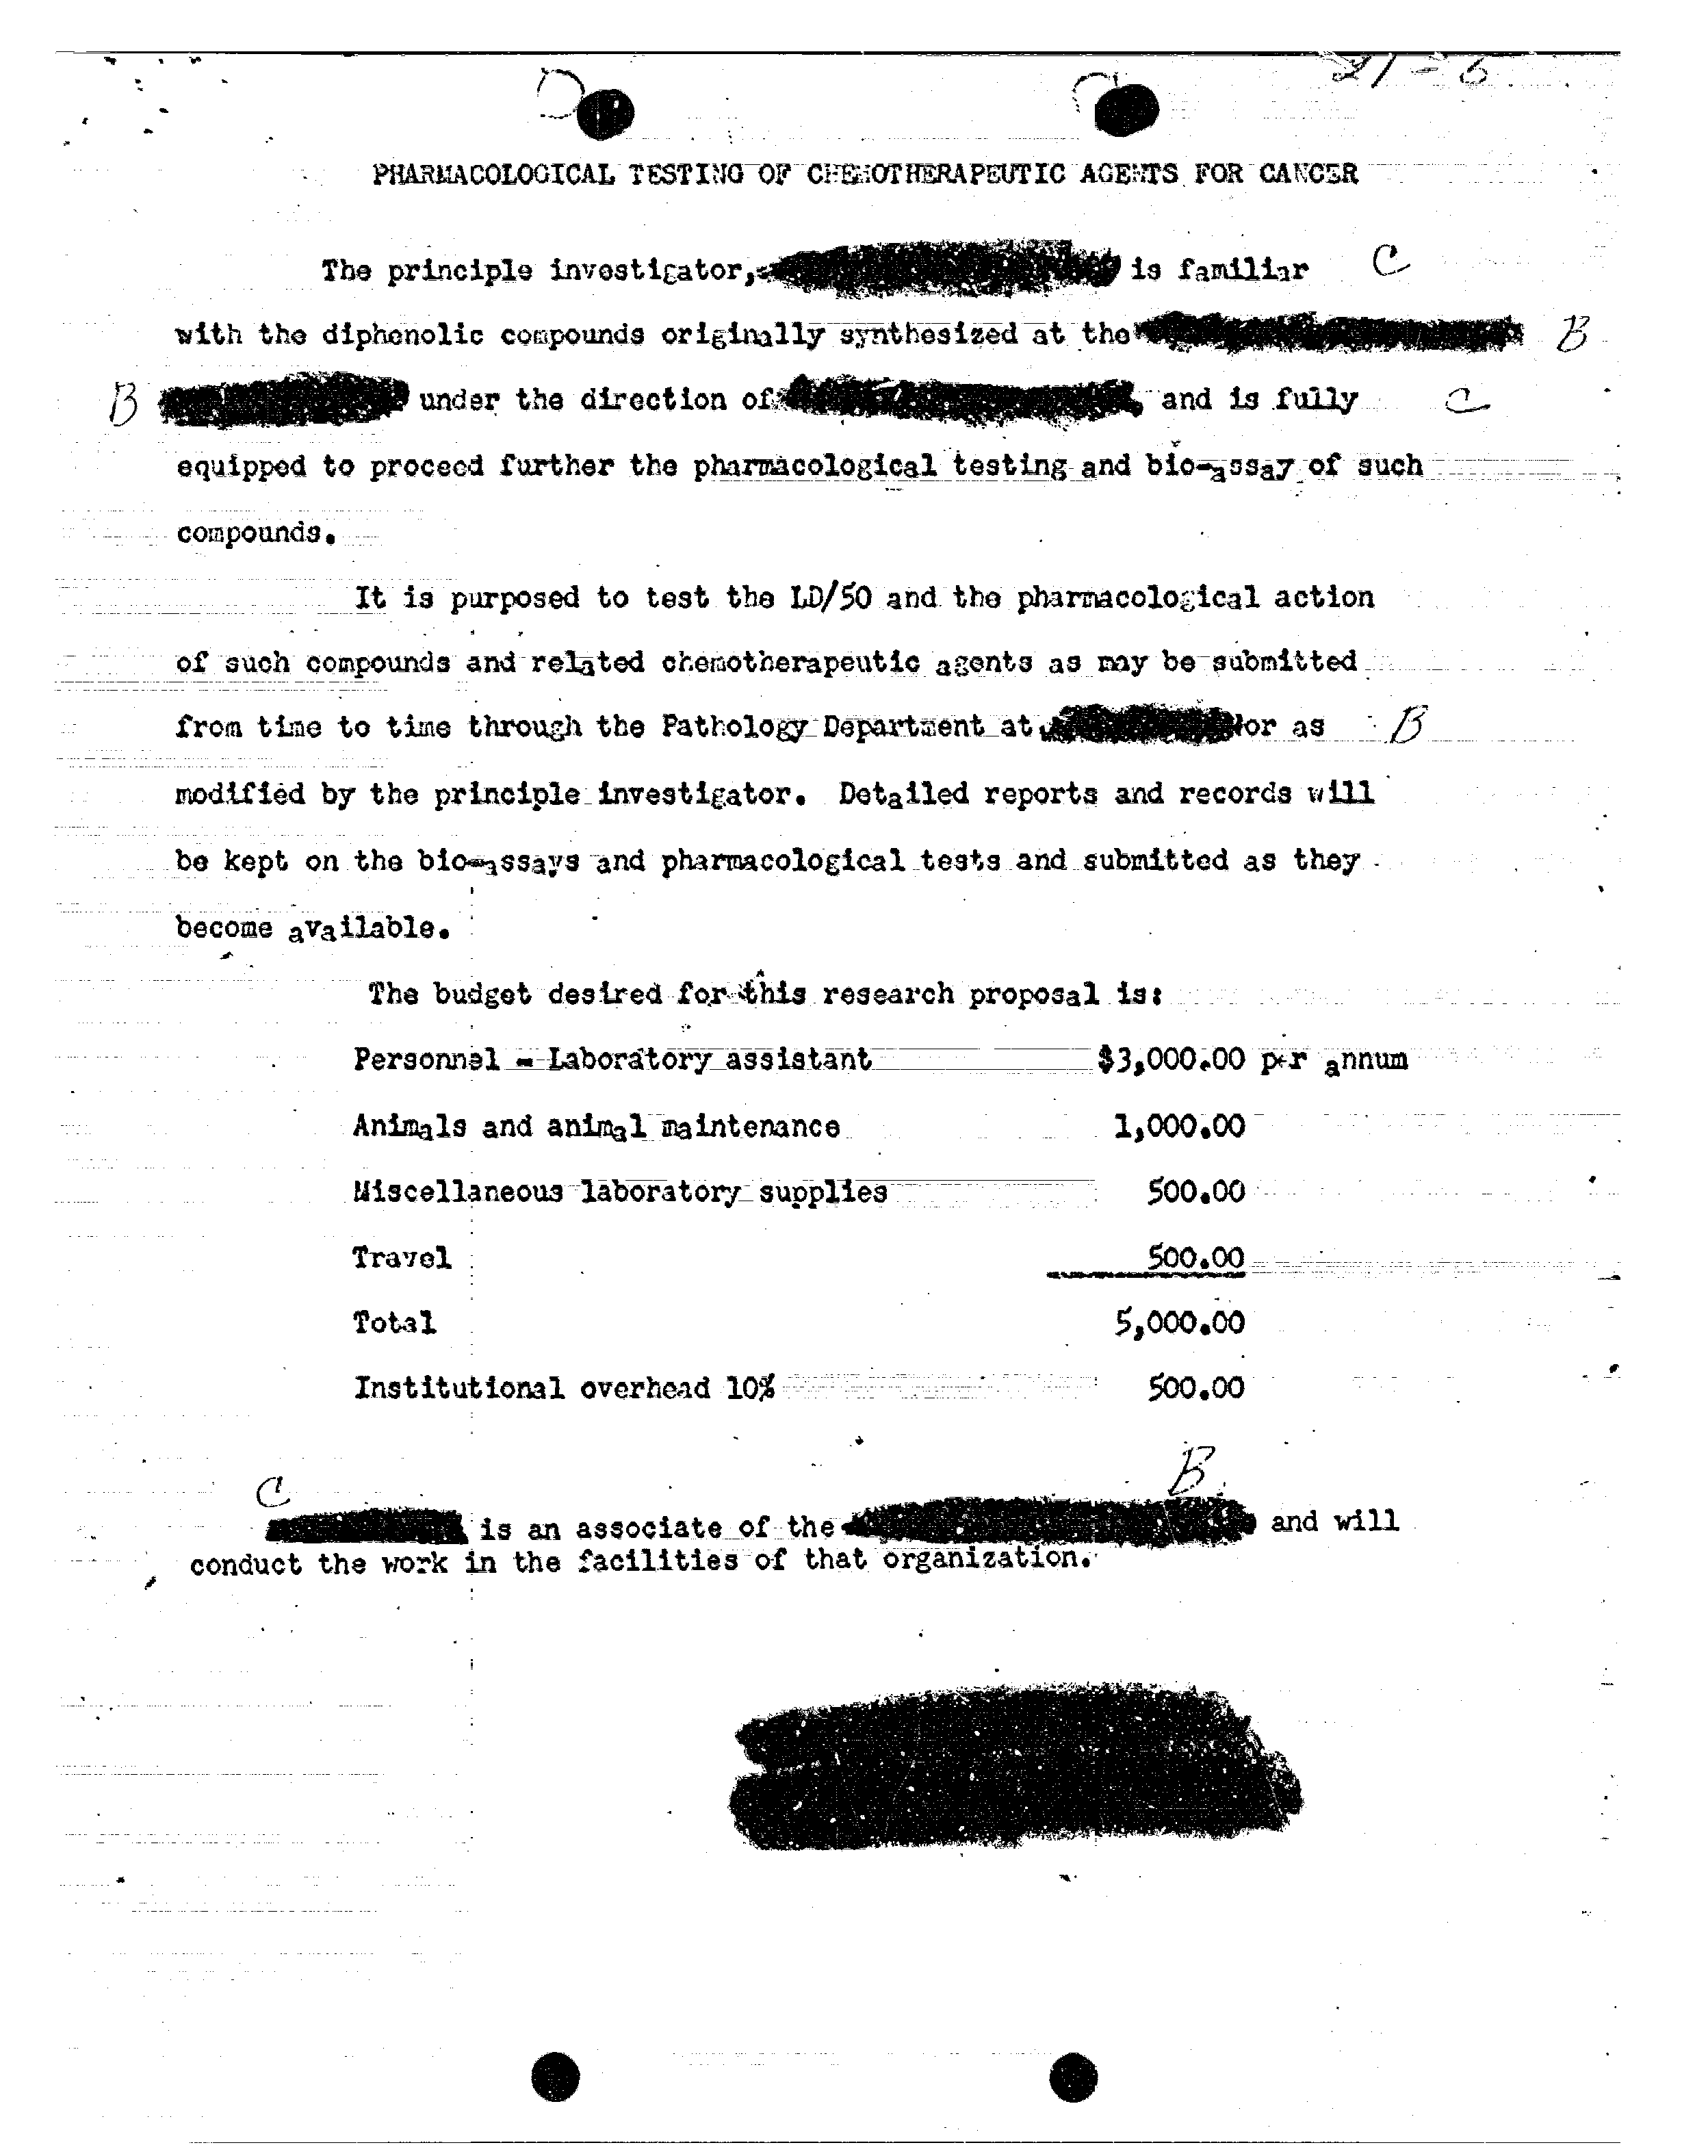 21-6
PHARMACOLOGICAL TESTING OF CHEMOTHERAPEUTIC AGENTS FOR CANCER
The principle investigator, is familiar C
with the diphenolic compounds originally synthesized at the B
B under the direction of , and is fully C
equipped to proceed further the pharmacological testing and bio-assay of such
compounds.
It is purposed to test the LD/50 and the pharmacological action
of such compounds and related chemotherapeutic agents as may be submitted
from time to time through the Pathology Department at or as B
modified by the principle investigator. Detailed reports and records will
be kept on the bio-assays and pharmacological tests and submitted as they
become available.
The budget desired for this research proposal is:
Personnel - Laboratory assistant $3,000.00 per annum
Animals and animal maintenance 1,000.00
Miscellaneous laboratory supplies 500.00
Travel 500.00
Total 5,000.00
Institutional overhead 10% 500.00
C B
is an associate of the and will
conduct the work in the facilities of that organization.